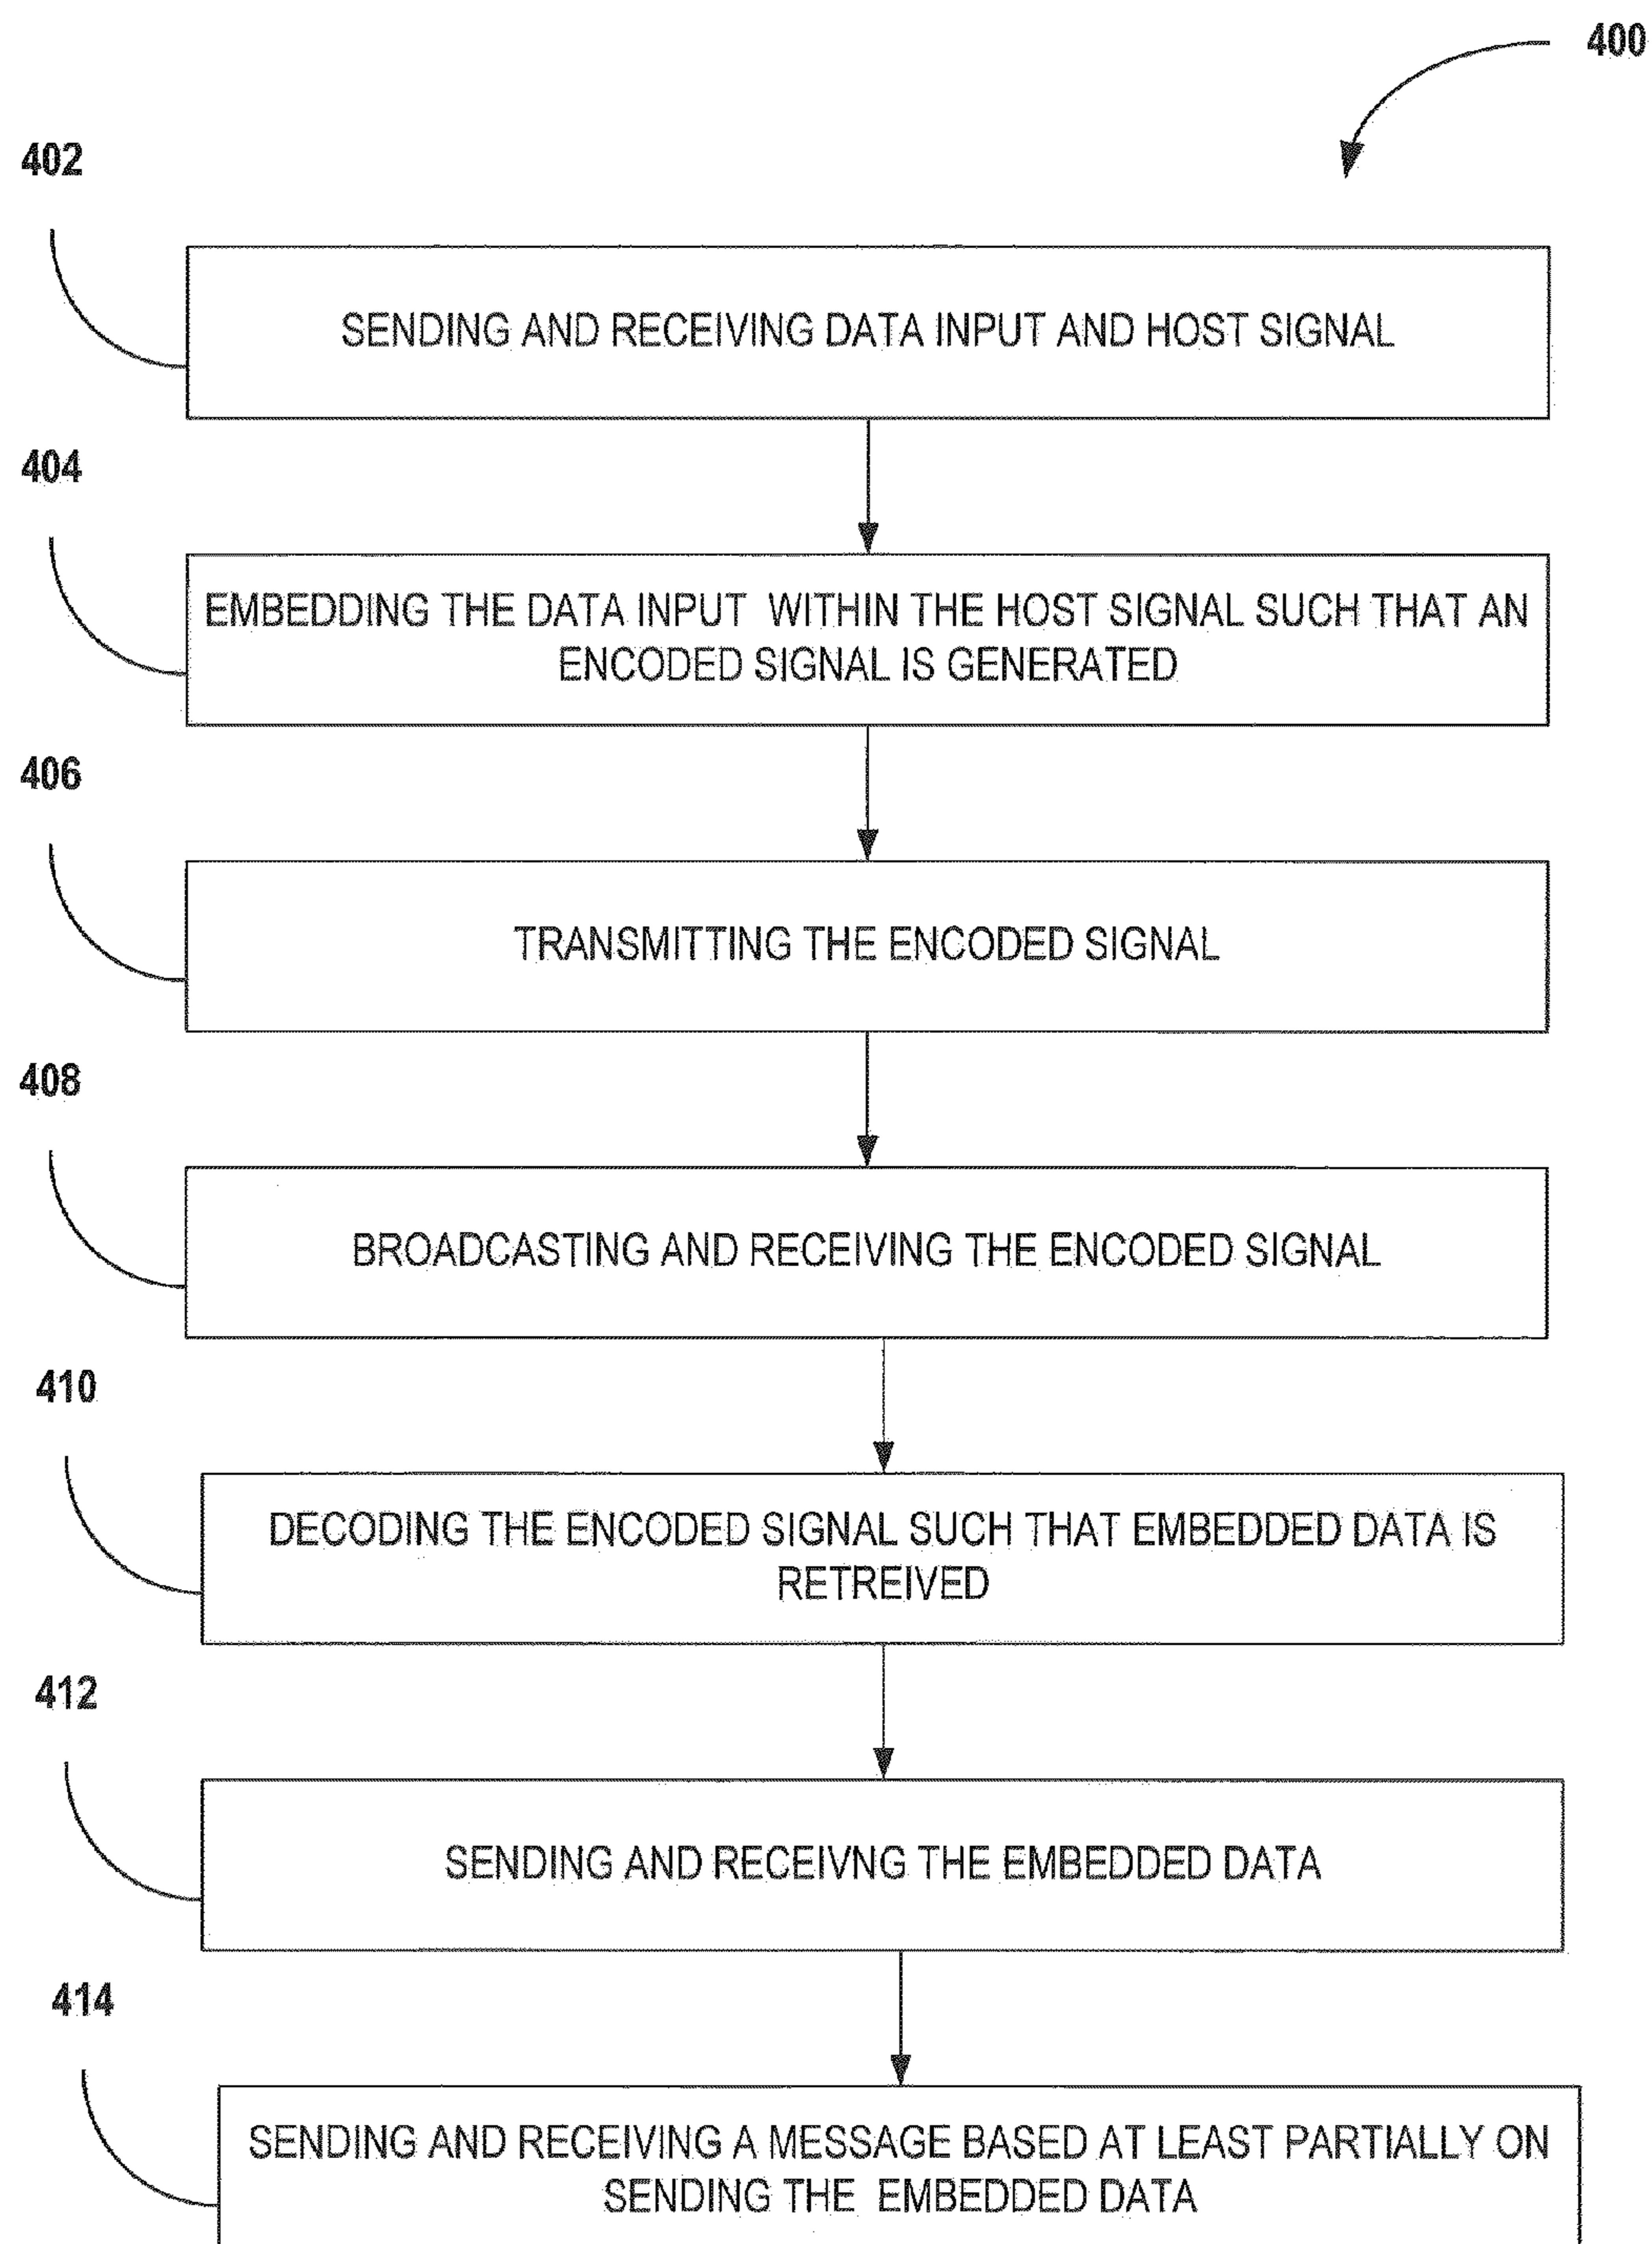 400
402
SENDING AND RECEIVING DATA INPUT AND HOST SIGNAL
404
EMBEDDING THE DATA INPUT WITHIN THE HOST SIGNAL SUCH THAT AN
ENCODED SIGNAL IS GENERATED
406
TRANSMITTING THE ENCODED SIGNAL
408
BROADCASTING AND RECEIVING THE ENCODED SIGNAL
410
DECODING THE ENCODED SIGNAL SUCH THAT EMBEDDED DATA IS
RETREIVED
412
SENDING AND RECEIVNG THE EMBEDDED DATA
414
SENDING AND RECEIVING A MESSAGE BASED AT LEAST PARTIALLY ON
SENDING THE EMBEDDED DATA